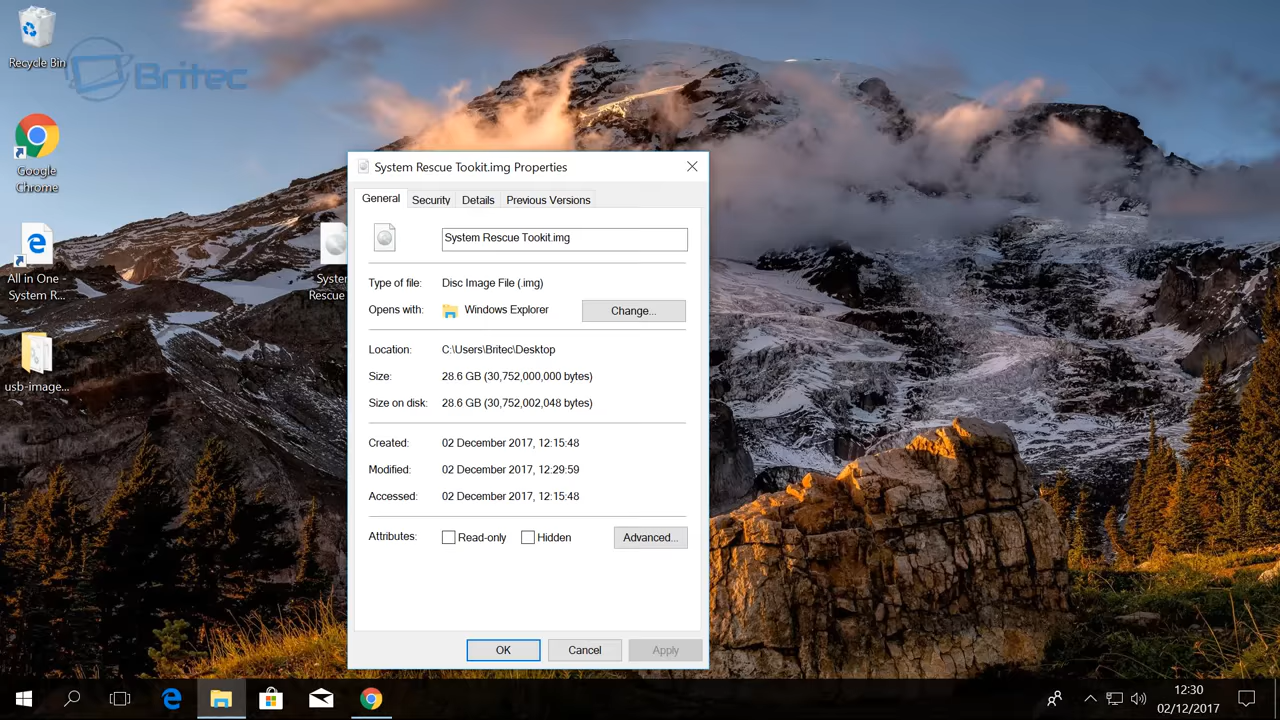 Recycle Bin
Britec
Google
Chrome
All in One -
System R...
usb-image...
System
Rescue
System Rescue Tookit.img Properties
General
Security
Details
Previous Versions
System Rescue Tookit.img
Type of file:
Disc Image File (.img)
Opens with:
Windows Explorer
Change...
Location:
C:\Users\Britec\Desktop
Size:
28.6 GB (30,752,000,000 bytes)
Size on disk:
28.6 GB (30,752,002,048 bytes)
Created:
02 December 2017, 12:15:48
Modified:
02 December 2017, 12:29:59
Accessed:
02 December 2017, 12:15:48
Attributes:
Read-only
Hidden
Advanced...
OK
Cancel
Apply
12:30
02/12/2017